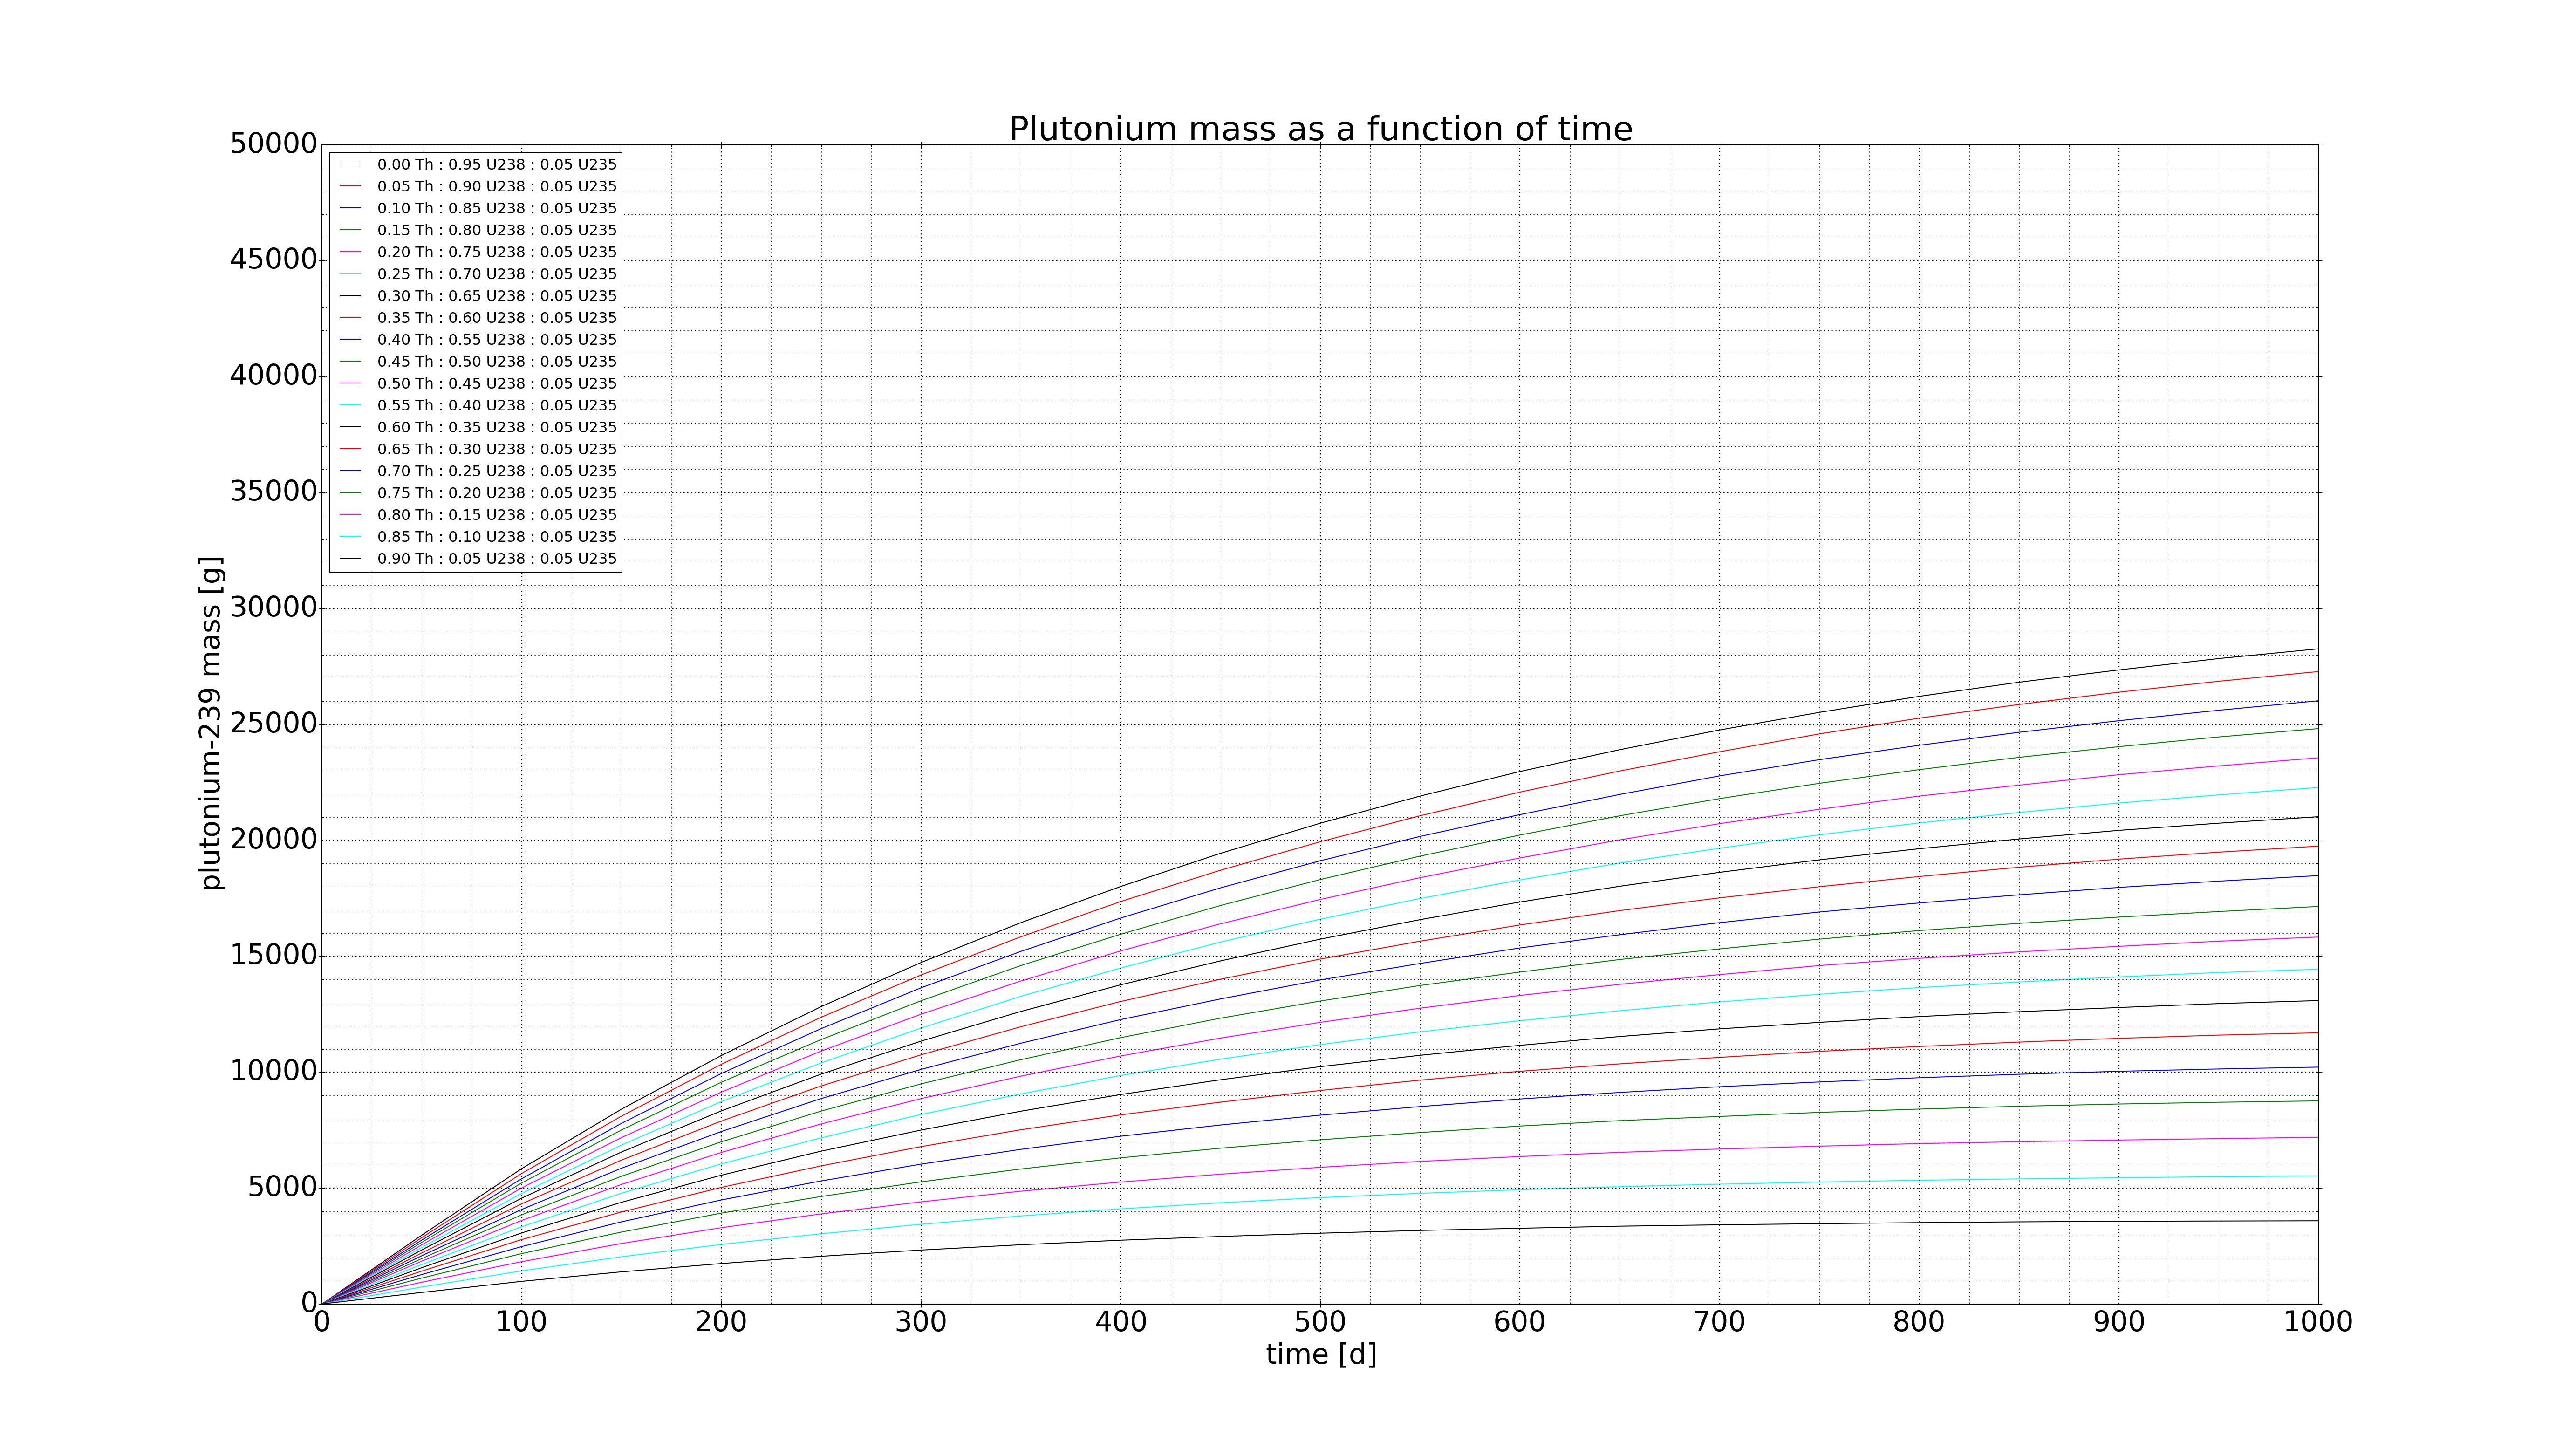 Plutonium mass as a function of time
50000
45000
40000
35000
30000
25000
20000
15000
10000
5000
0
plutonium-239 mass [g]
0.00 Th : 0.95 U238 : 0.05 U235
0.05 Th : 0.90 U238 : 0.05 U235
0.10 Th : 0.85 U238 : 0.05 U235
0.15 Th : 0.80 U238 : 0.05 U235
0.20 Th : 0.75 U238 : 0.05 U235
0.25 Th : 0.70 U238 : 0.05 U235
0.30 Th : 0.65 U238 : 0.05 U235
0.35 Th : 0.60 U238 : 0.05 U235
0.40 Th : 0.55 U238 : 0.05 U235
0.45 Th : 0.50 U238 : 0.05 U235
0.50 Th : 0.45 U238 : 0.05 U235
0.55 Th : 0.40 U238 : 0.05 U235
0.60 Th : 0.35 U238 : 0.05 U235
0.65 Th : 0.30 U238 : 0.05 U235
0.70 Th : 0.25 U238 : 0.05 U235
0.75 Th : 0.20 U238 : 0.05 U235
0.80 Th : 0.15 U238 : 0.05 U235
0.85 Th : 0.10 U238 : 0.05 U235
0.90 Th : 0.05 U238 : 0.05 U235
0 100 200 300 400 500 600 700 800 900 1000
time [d]